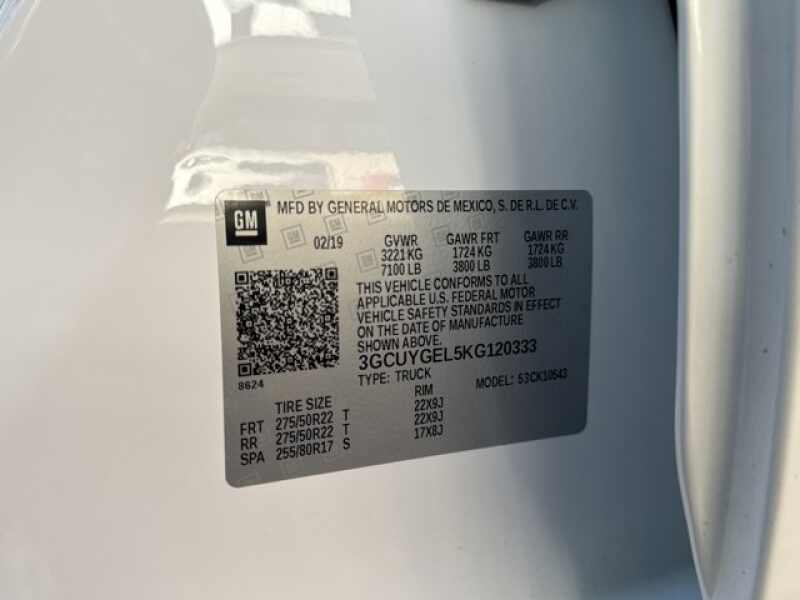 GM MFD BY GENERAL MOTORS DE MEXICO, S. DE R.L. DE C.V.
02/19 GVWR GAWR FRT GAWR RR
3221 KG 1724 KG 1724 KG
7100 LB 3800 LB 3800 LB
THIS VEHICLE CONFORMS TO ALL
APPLICABLE U.S. FEDERAL MOTOR
VEHICLE SAFETY STANDARDS IN EFFECT
ON THE DATE OF MANUFACTURE
SHOWN ABOVE.
3GCUYGEL5KG120333
8624 TYPE: TRUCK MODEL: 53CK10543
TIRE SIZE RIM
FRT 275/50R22 T 22X9J
RR 275/50R22 T 22X9J
SPA 255/80R17 S 17X8J